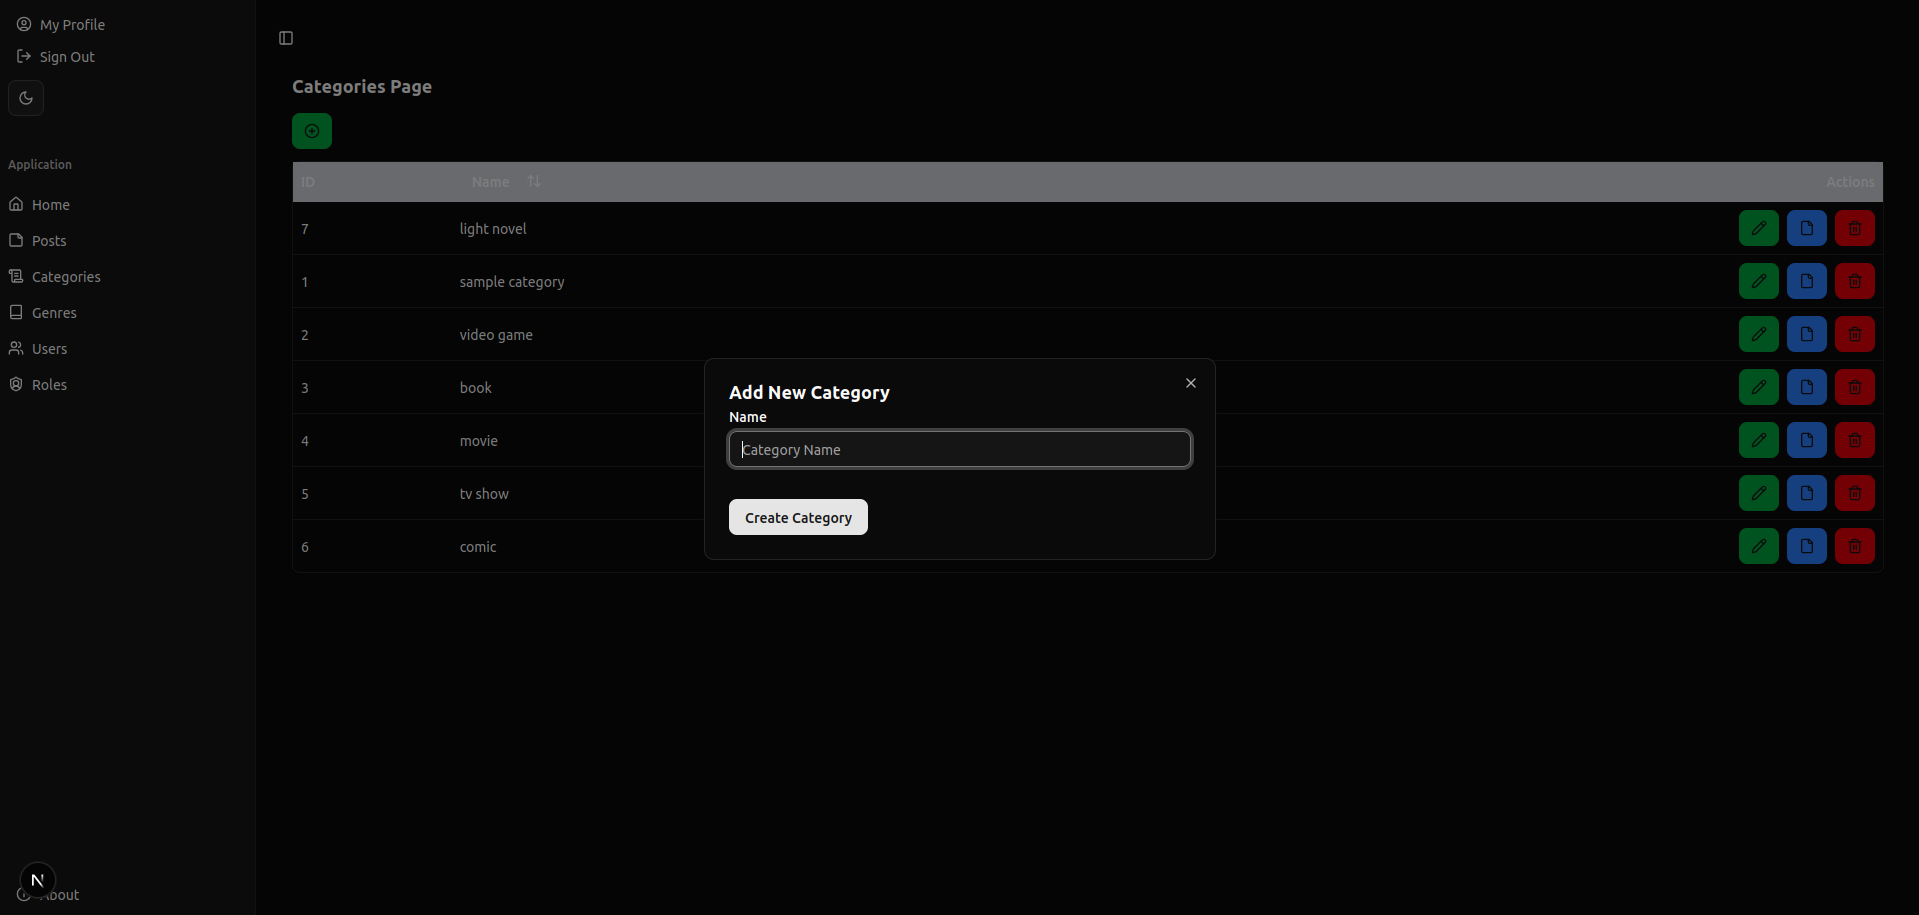 My Profile
Sign Out
Application
Home
Posts
Categories
Genres
Users
Roles
About
Categories Page
ID Name Actions
7 light novel
1 sample category
2 video game
3 book
4 movie
5 tv show
6 comic
Add New Category
Name
Category Name
Create Category
N